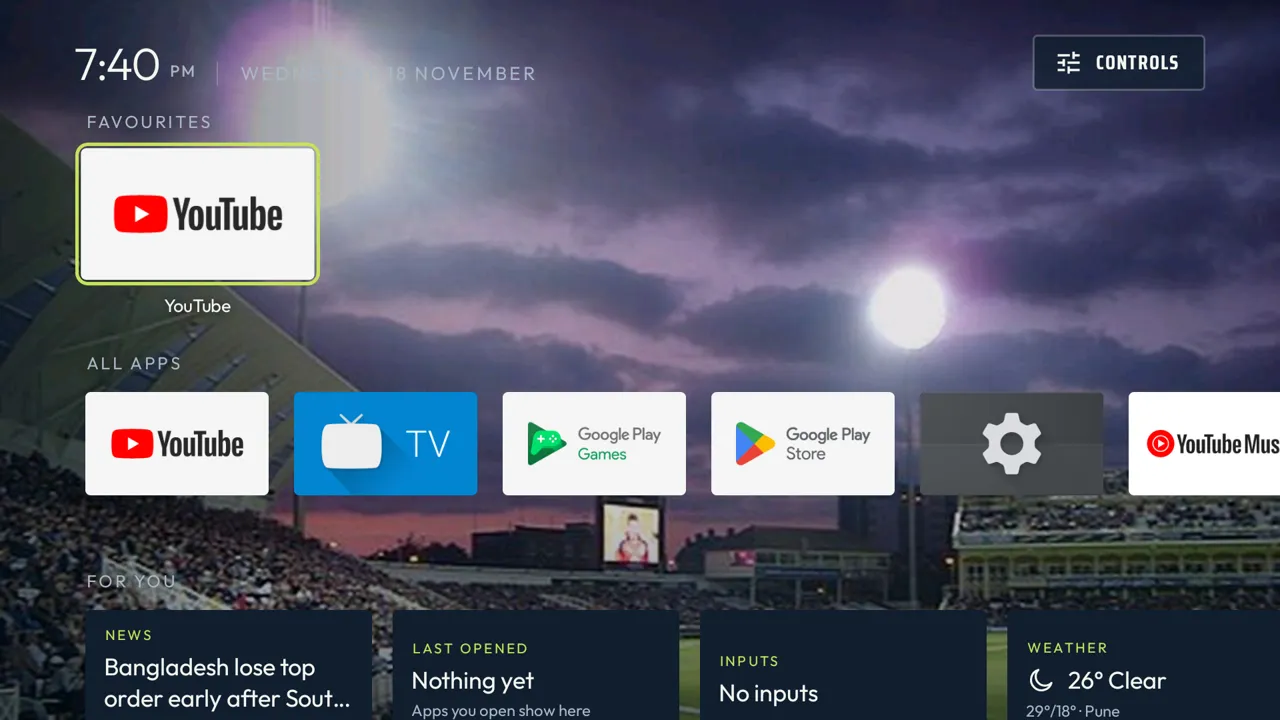 7:40 PM
18 NOVEMBER
CONTROLS
FAVOURITES
YouTube
YouTube
ALL APPS
YouTube
TV
Google Play
Games
Google Play
Store
YouTube Mus
FOR YOU
NEWS
Bangladesh lose top
order early after Sout...
LAST OPENED
Nothing yet
Apps you open show here
INPUTS
No inputs
WEATHER
26° Clear
29°/18° · Pune